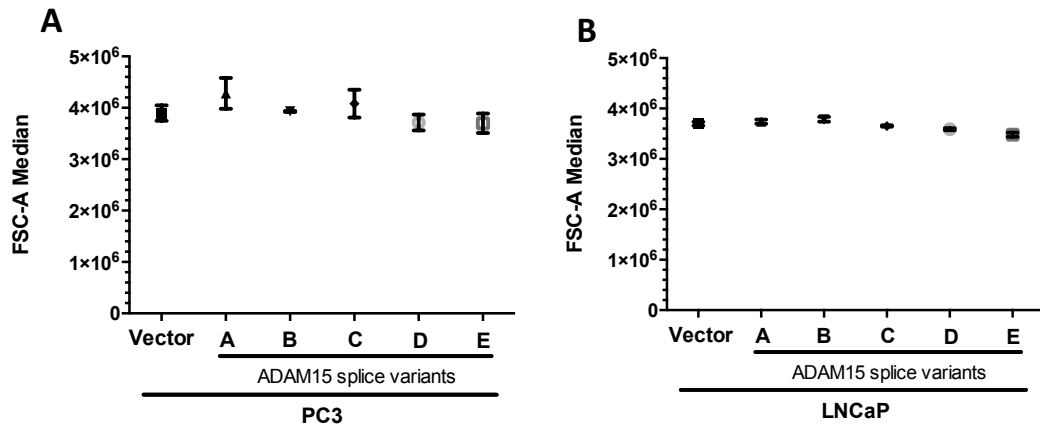 A
5×10⁶
4×10⁶
3×10⁶
2×10⁶
1×10⁶
0
FSC-A Median
Vector A B C D E
ADAM15 splice variants
PC3
B
5×10⁶
4×10⁶
3×10⁶
2×10⁶
1×10⁶
0
FSC-A Median
Vector A B C D E
ADAM15 splice variants
LNCaP